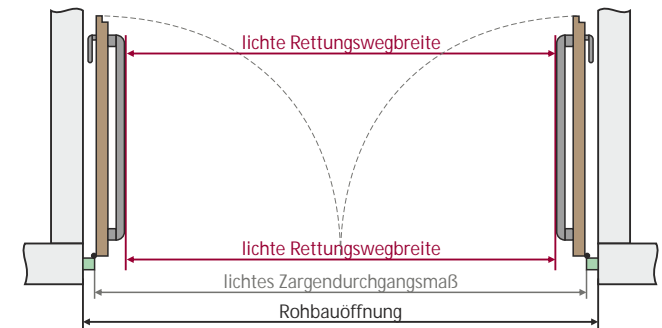 lichte Rettungswegbreite
lichte Rettungswegbreite
lichtes Zargendurchgangsmaß
Rohbauöffnung